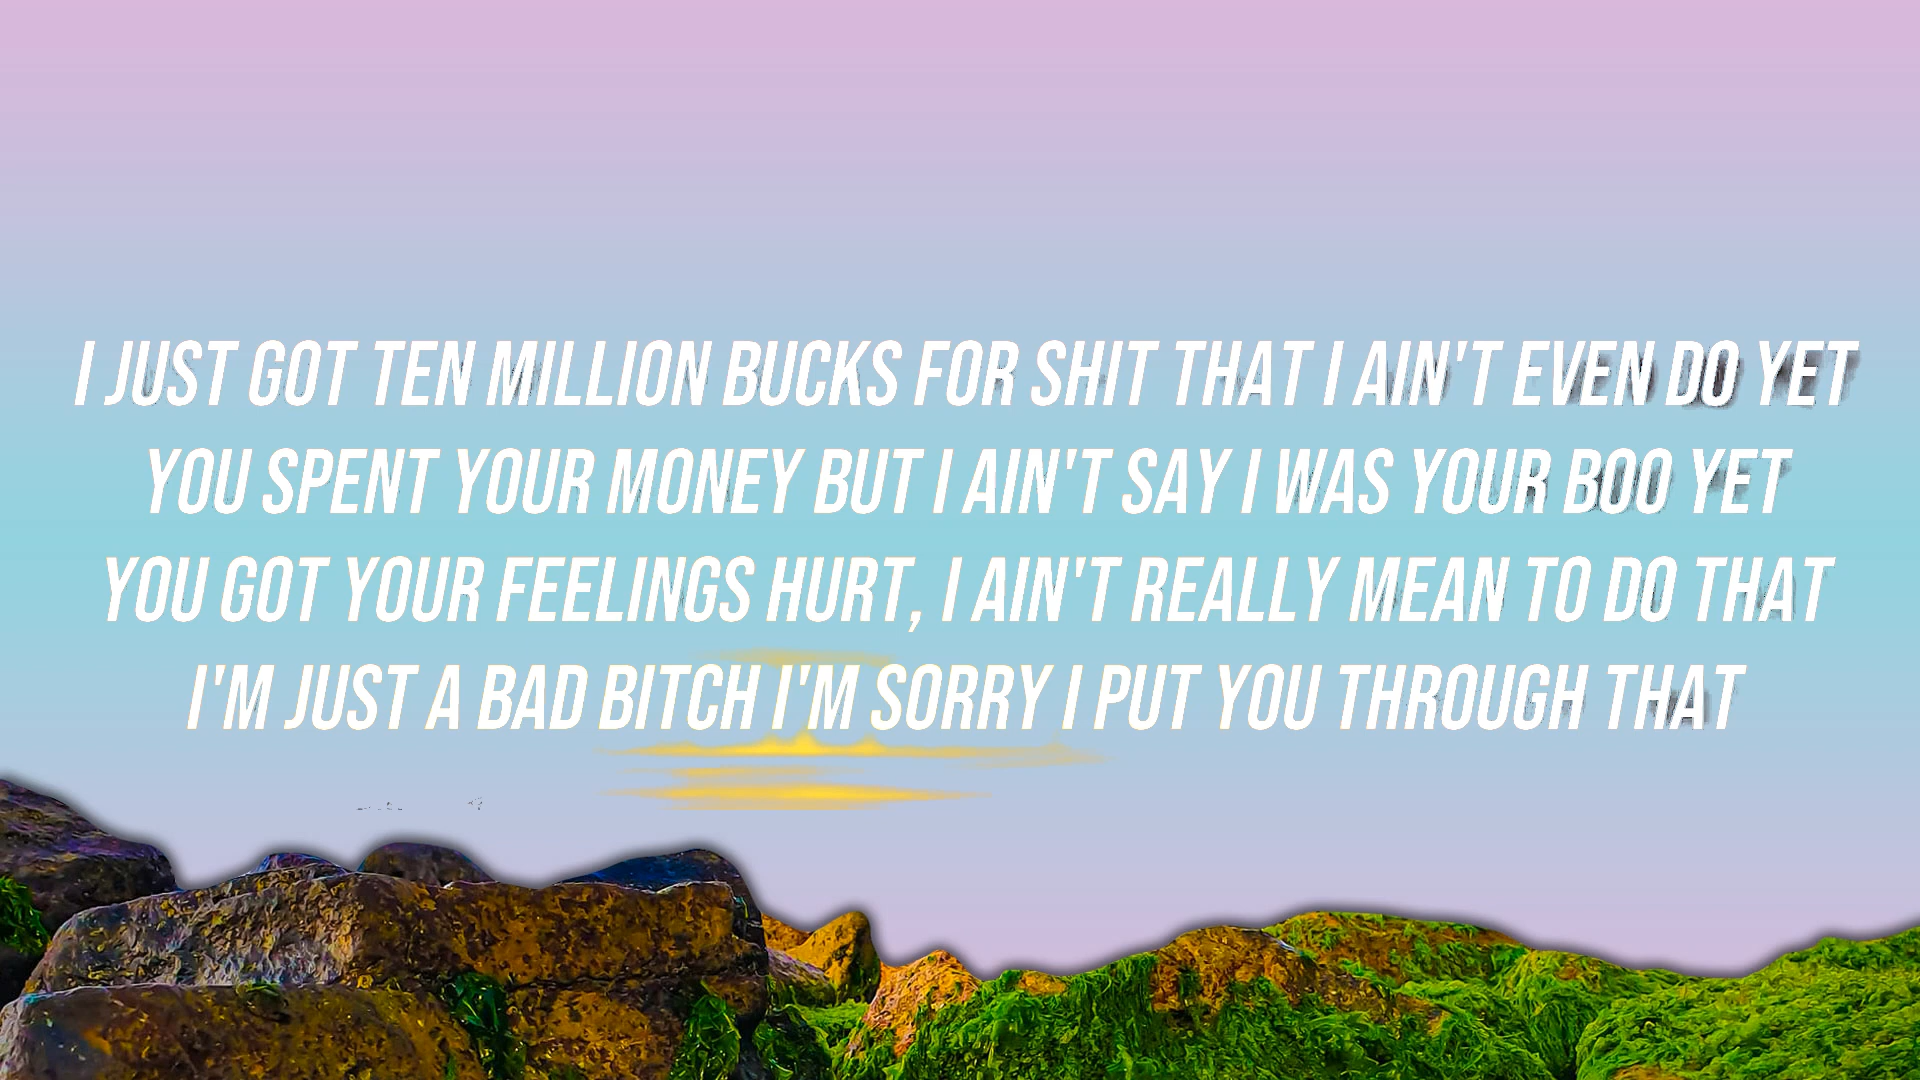 I JUST GOT TEN MILLION BUCKS FOR SHIT THAT I AIN'T EVEN DO YET
YOU SPENT YOUR MONEY BUT I AIN'T SAY I WAS YOUR BOO YET
YOU GOT YOUR FEELINGS HURT, I AIN'T REALLY MEAN TO DO THAT
I'M JUST A BAD BITCH I'M SORRY I PUT YOU THROUGH THAT